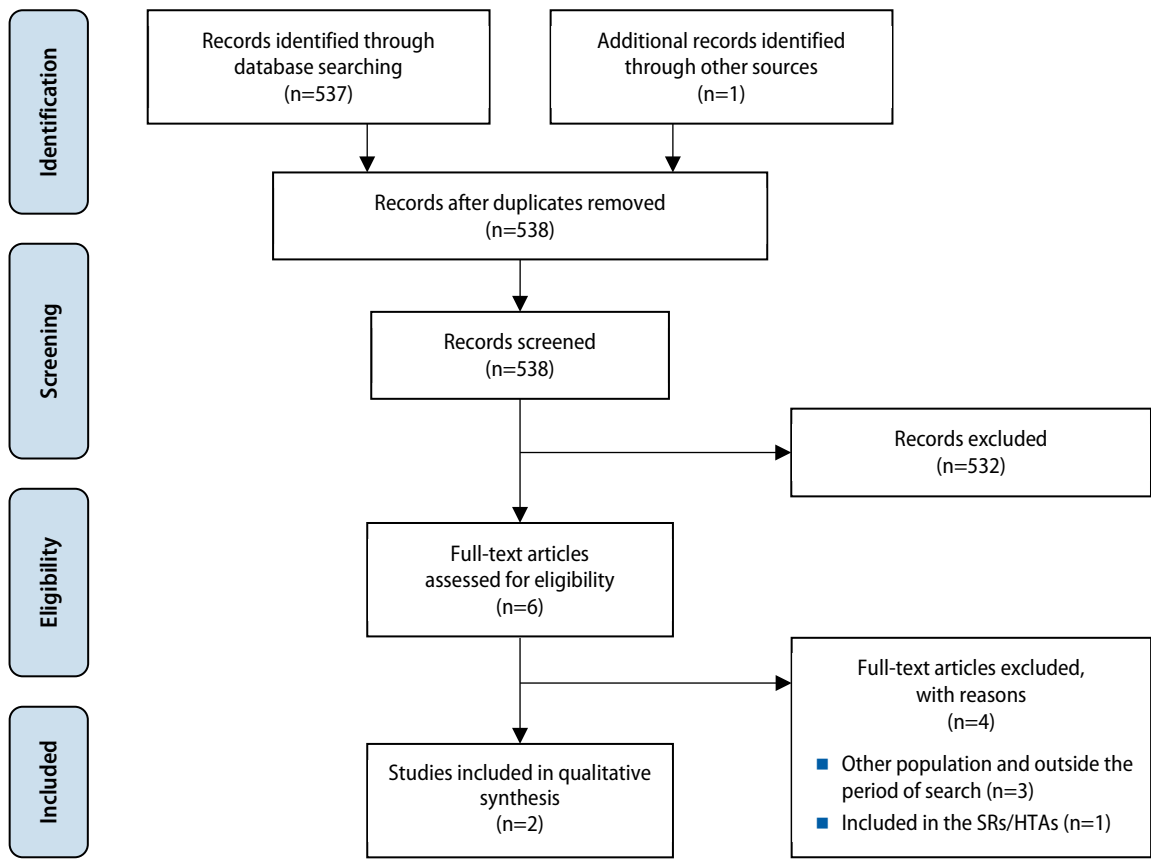 Identification
Records identified through
database searching
(n=537)
Additional records identified
through other sources
(n=1)
Records after duplicates removed
(n=538)
Screening
Records screened
(n=538)
Records excluded
(n=532)
Eligibility
Full-text articles
assessed for eligibility
(n=6)
Full-text articles excluded,
with reasons
(n=4)
Other population and outside the
period of search (n=3)
Included in the SRs/HTAs (n=1)
Included
Studies included in qualitative
synthesis
(n=2)